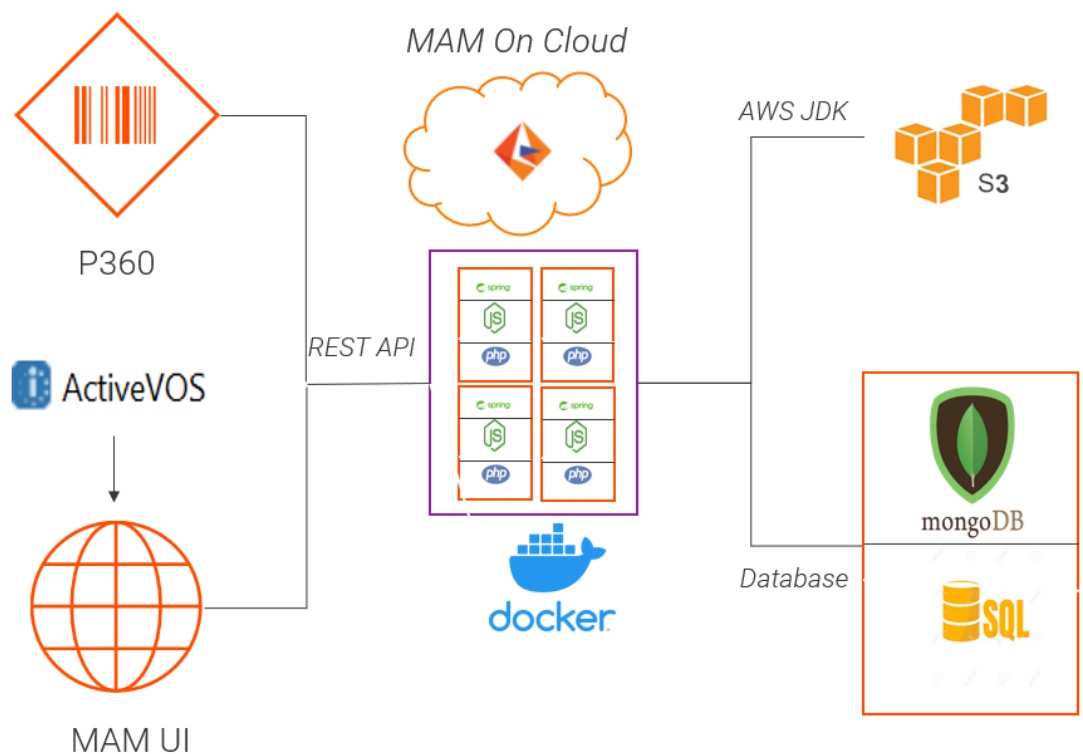 MAM On Cloud
AWS JDK
S3
P360
REST API
ActiveVOS
spring
JS
php
spring
JS
php
spring
JS
php
spring
JS
php
docker
mongoDB
Database
SQL
MAM UI